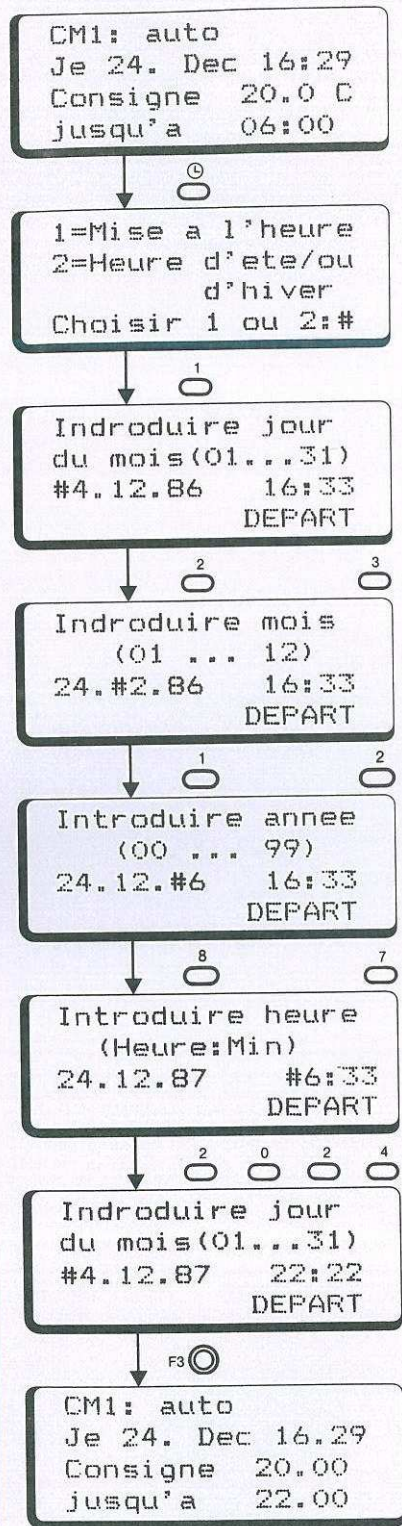 CM1: auto
Je 24. Dec 16:29
Consigne 20.0 C
jusqu'a 06:00
1=Mise a l'heure
2=Heure d'ete/ou
d'hiver
Choisir 1 ou 2:#
1
Indroduire jour
du mois(01...31)
#4.12.86 16:33
DEPART
2 3
Indroduire mois
(01 ... 12)
24.#2.86 16:33
DEPART
1 2
Introduire annee
(00 ... 99)
24.12.#6 16:33
DEPART
8 7
Introduire heure
(Heure:Min)
24.12.87 #6:33
DEPART
2 0 2 4
Indroduire jour
du mois(01...31)
#4.12.87 22:22
DEPART
F3
CM1: auto
Je 24. Dec 16.29
Consigne 20.00
jusqu'a 22.00